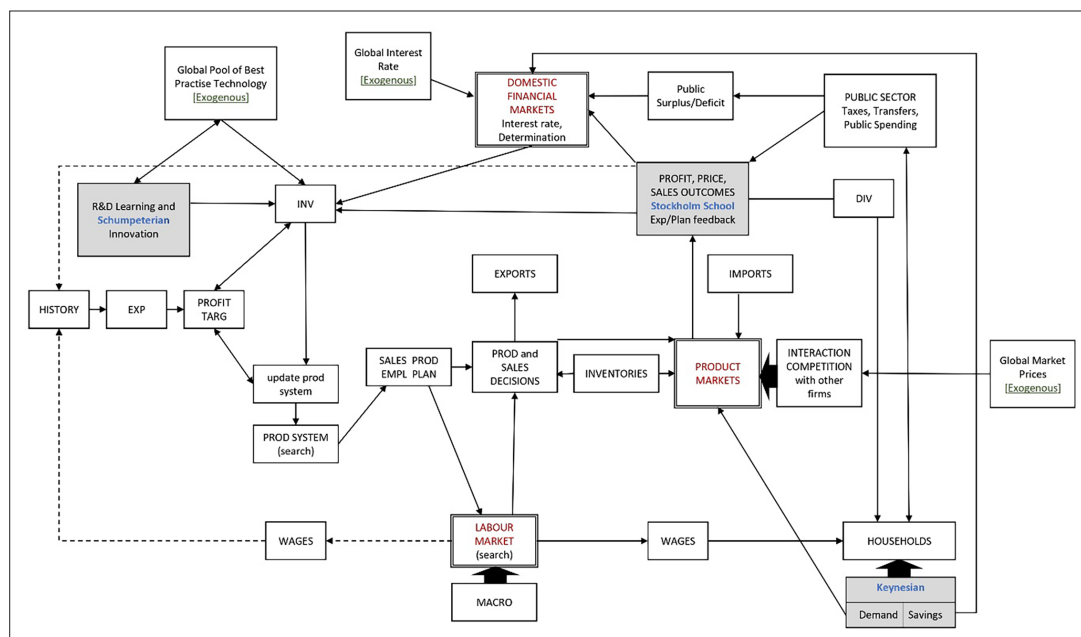 Global Pool of Best
Practise Technology
[Exogenous]
Global Interest
Rate
[Exogenous]
DOMESTIC
FINANCIAL
MARKETS
Interest rate,
Determination
Public
Surplus/Deficit
PUBLIC SECTOR
Taxes, Transfers,
Public Spending
R&D Learning and
Schumpeterian
Innovation
INV
PROFIT, PRICE,
SALES OUTCOMES
Stockholm School
Exp/Plan feedback
DIV
EXPORTS
IMPORTS
HISTORY
EXP
PROFIT
TARG
SALES PROD
EMPL PLAN
PROD and
SALES
DECISIONS
INVENTORIES
PRODUCT
MARKETS
INTERACTION
COMPETITION
with other
firms
Global Market
Prices
[Exogenous]
update prod
system
PROD SYSTEM
(search)
WAGES
LABOUR
MARKET
(search)
WAGES
HOUSEHOLDS
MACRO
Keynesian
Demand Savings